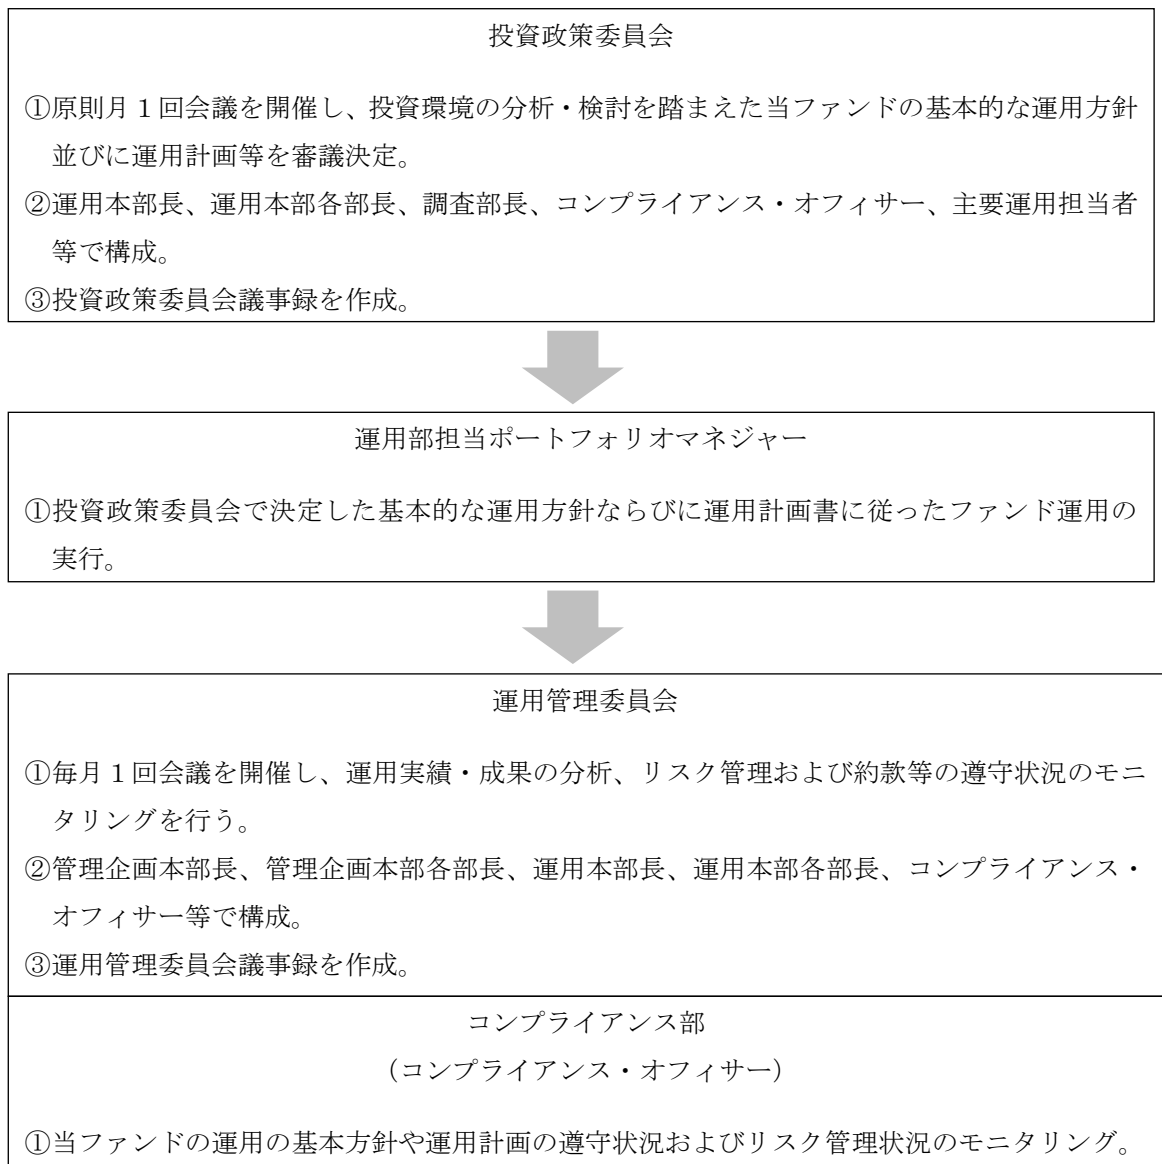 投資政策委員会
①原則月1回会議を開催し、投資環境の分析・検討を踏まえた当ファンドの基本的な運用方針
並びに運用計画等を審議決定。
②運用本部長、運用本部各部長、調査部長、コンプライアンス・オフィサー、主要運用担当者
等で構成。
③投資政策委員会議事録を作成。
運用部担当ポートフォリオマネジャー
①投資政策委員会で決定した基本的な運用方針ならびに運用計画書に従ったファンド運用の
実行。
運用管理委員会
①毎月1回会議を開催し、運用実績・成果の分析、リスク管理および約款等の遵守状況のモニ
タリングを行う。
②管理企画本部長、管理企画本部各部長、運用本部長、運用本部各部長、コンプライアンス・
オフィサー等で構成。
③運用管理委員会議事録を作成。
コンプライアンス部
（コンプライアンス・オフィサー）
①当ファンドの運用の基本方針や運用計画の遵守状況およびリスク管理状況のモニタリング。